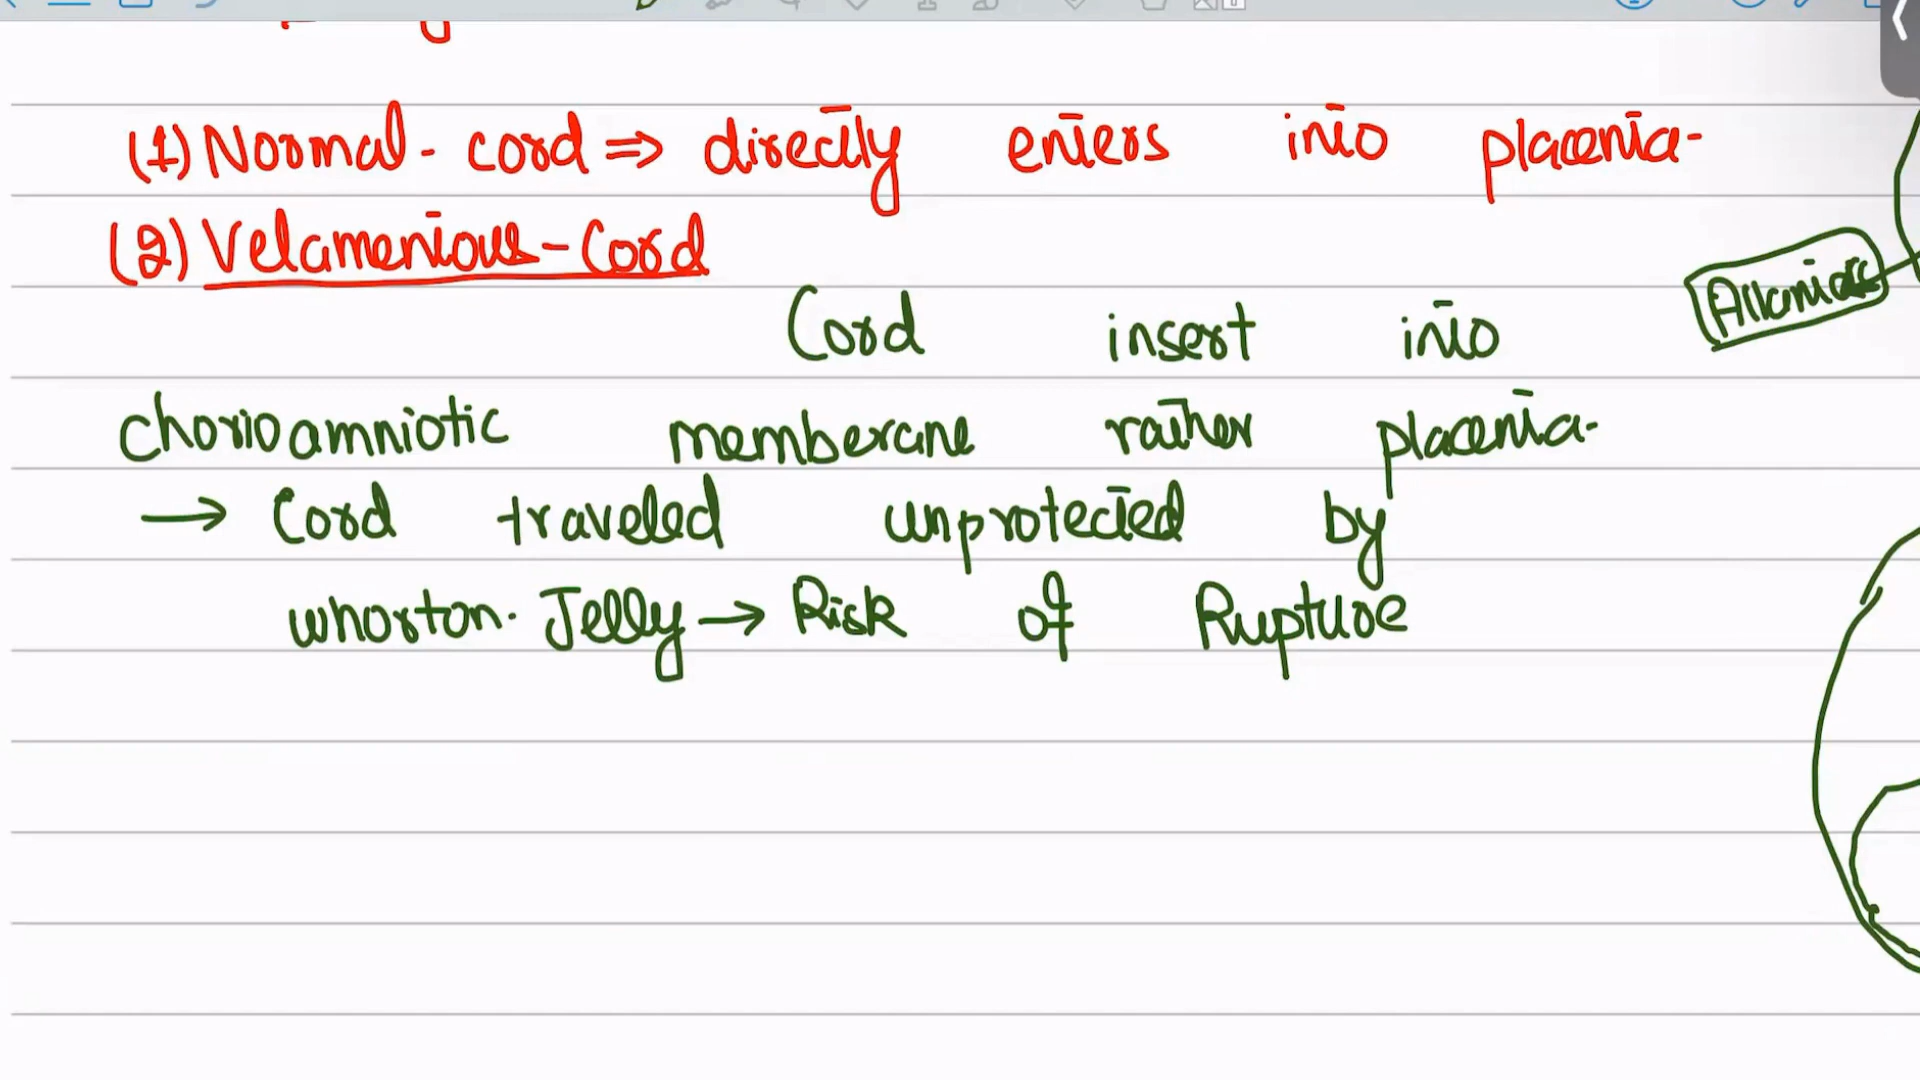 (1) Normal - cord ⇒ directly enters into placenta -
(2) Velamentous - Cord
Cord insert into
Allantois
chorioamniotic memberane rather placenta -
→ Cord traveled unprotected by
whorton. Jelly → Risk of Rupture